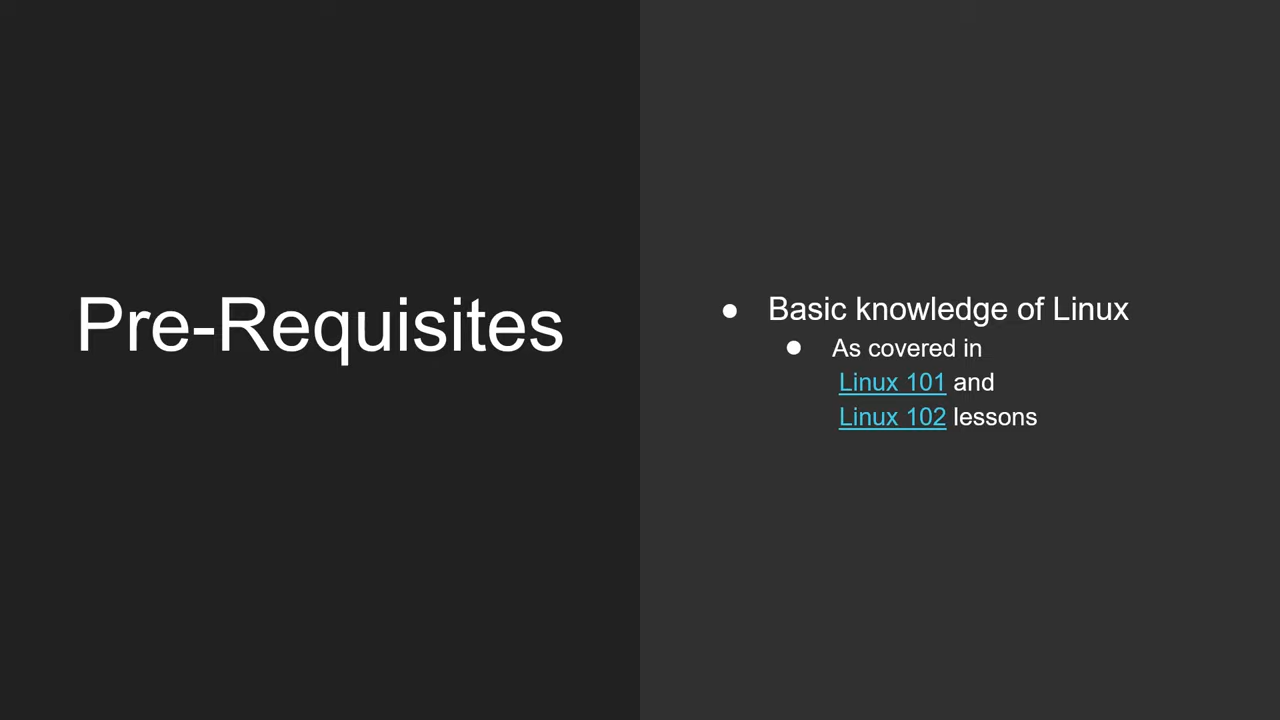 Pre-Requisites
● Basic knowledge of Linux
● As covered in
Linux 101 and
Linux 102 lessons